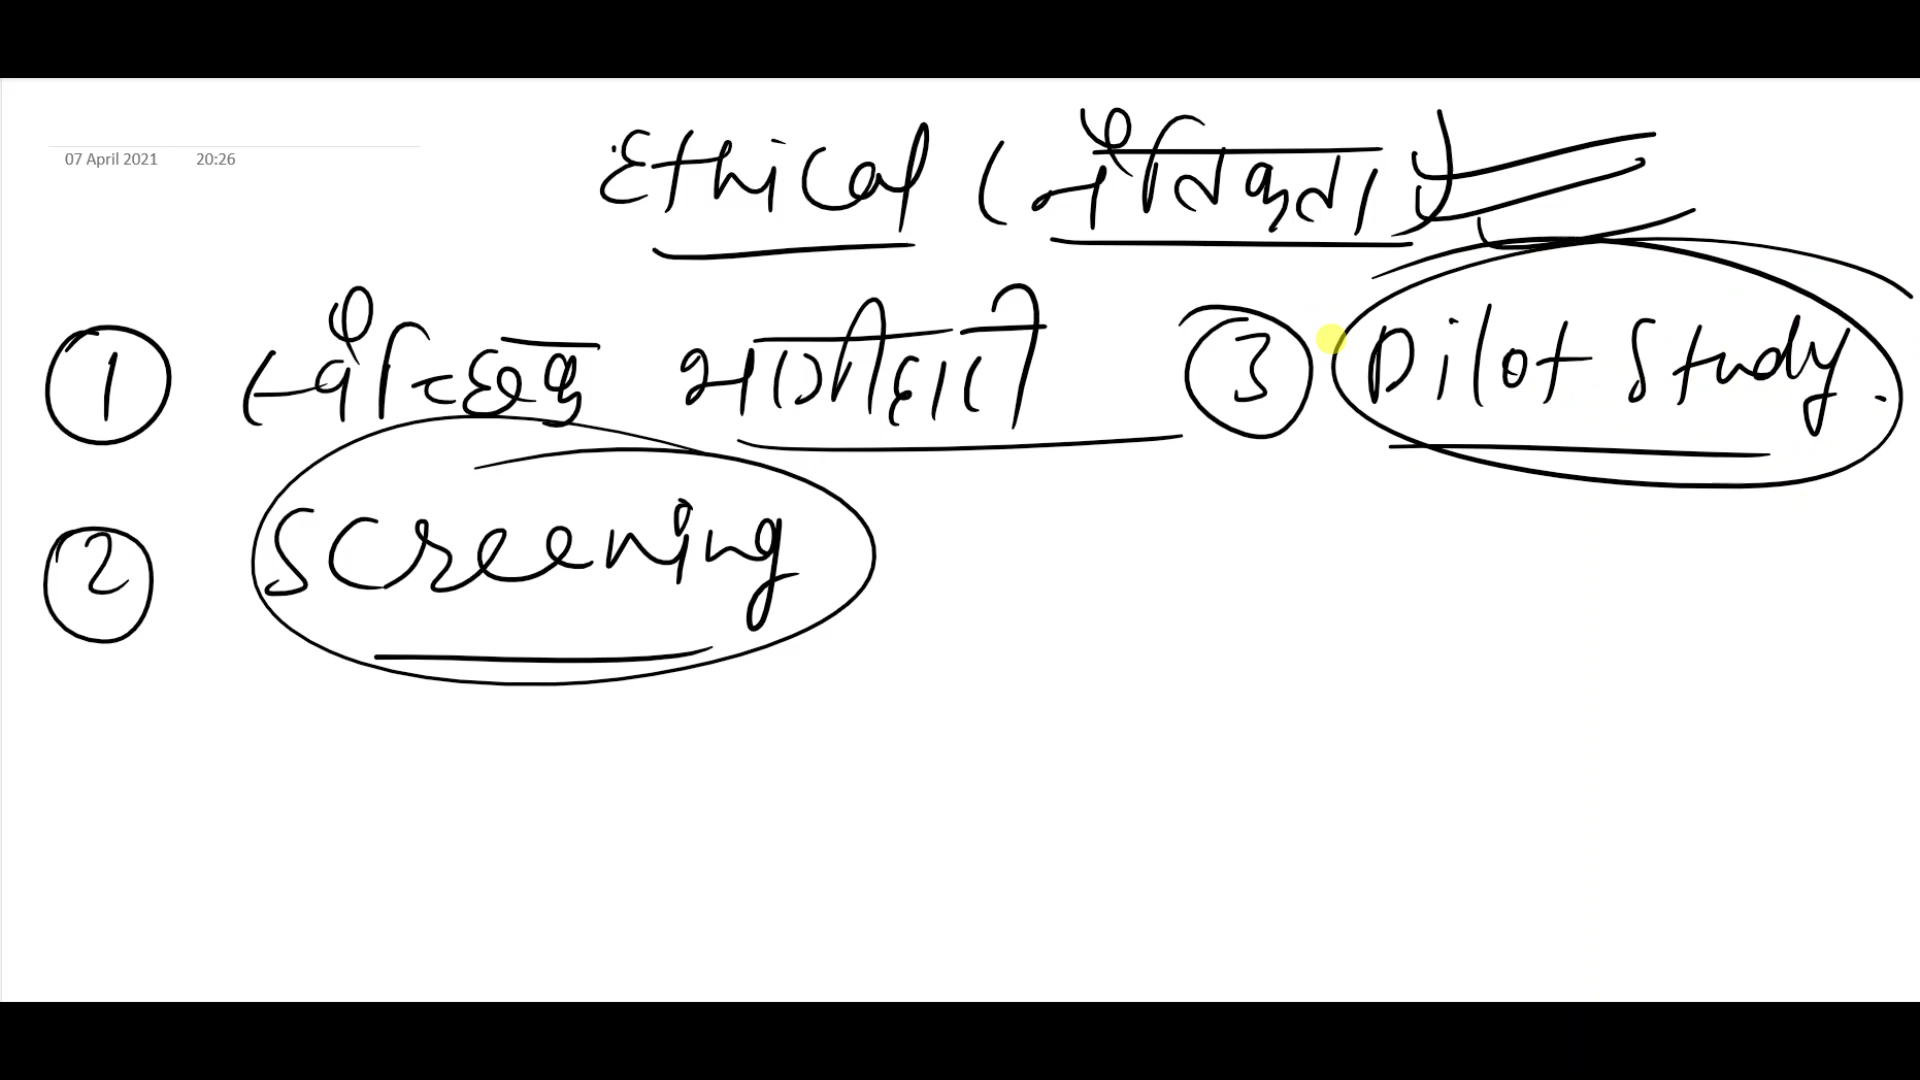 07 April 2021 20:26
Ethical (नैतिकता)
① स्वैच्छिक भागीदारी
② Screening
③ Pilot Study.